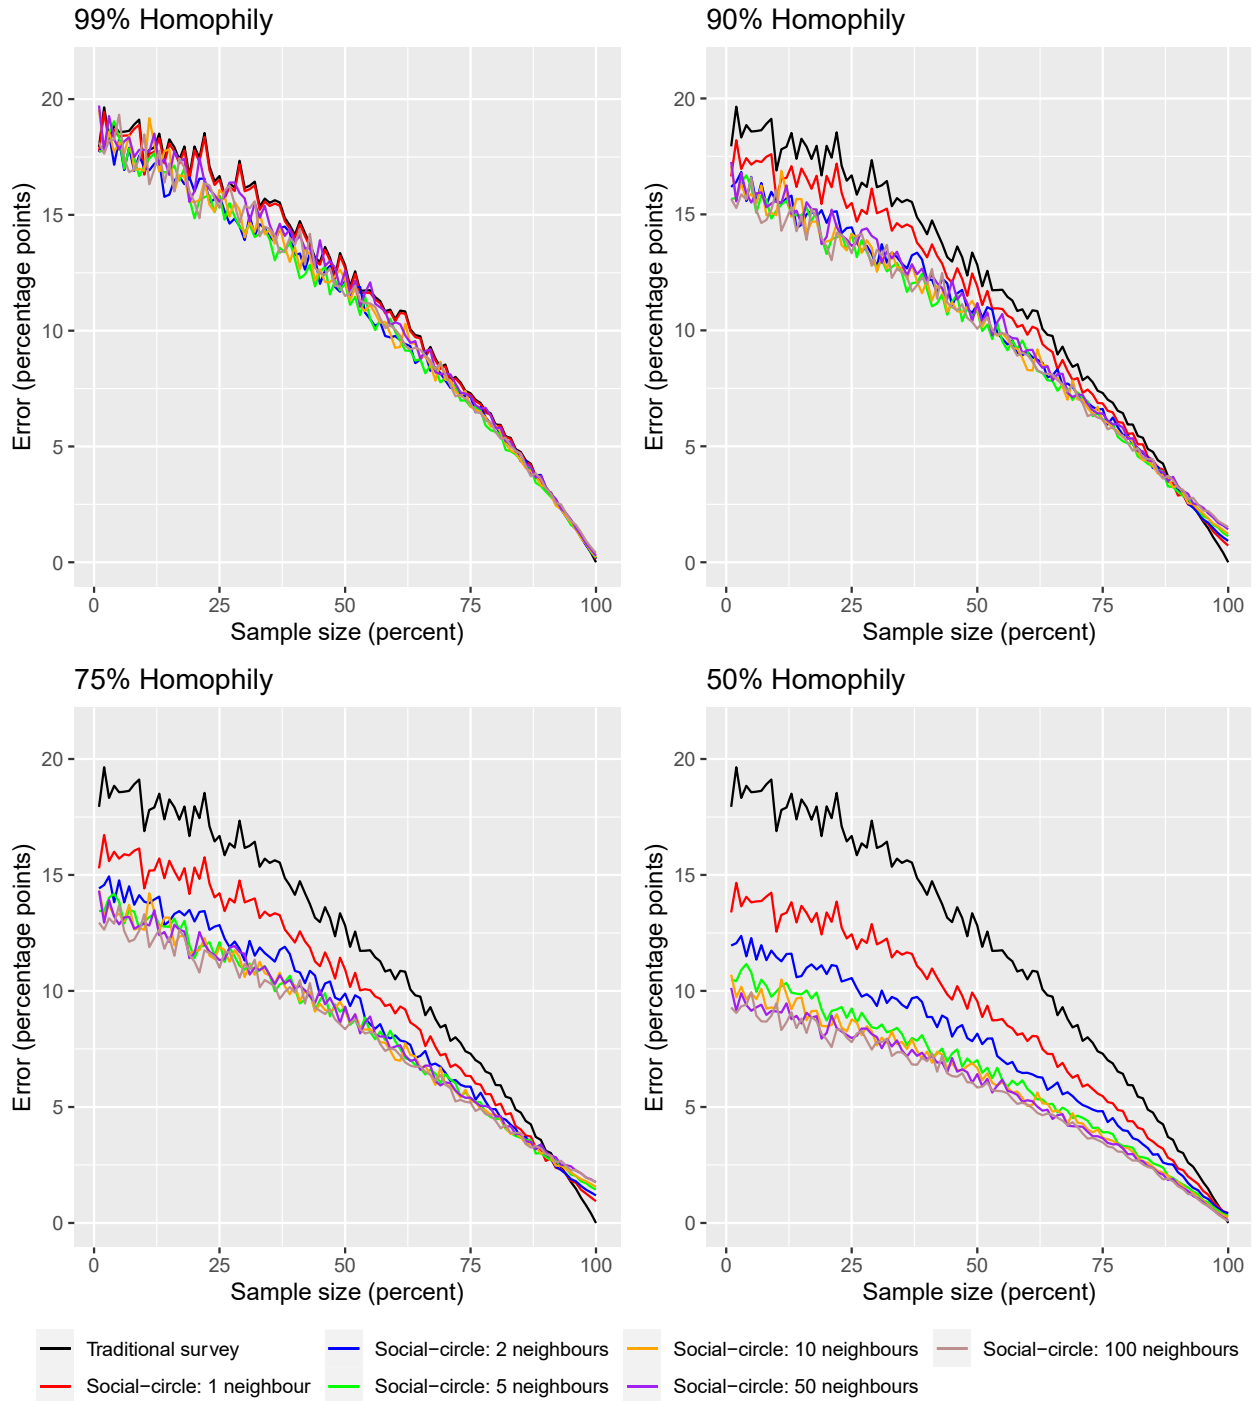 99% Homophily
90% Homophily
Error (percentage points)
20
15
10
5
0
0 25 50 75 100
Sample size (percent)
Error (percentage points)
20
15
10
5
0
0 25 50 75 100
Sample size (percent)
75% Homophily
50% Homophily
Error (percentage points)
20
15
10
5
0
0 25 50 75 100
Sample size (percent)
Error (percentage points)
20
15
10
5
0
0 25 50 75 100
Sample size (percent)
Traditional survey
Social−circle: 1 neighbour
Social−circle: 2 neighbours
Social−circle: 5 neighbours
Social−circle: 10 neighbours
Social−circle: 50 neighbours
Social−circle: 100 neighbours